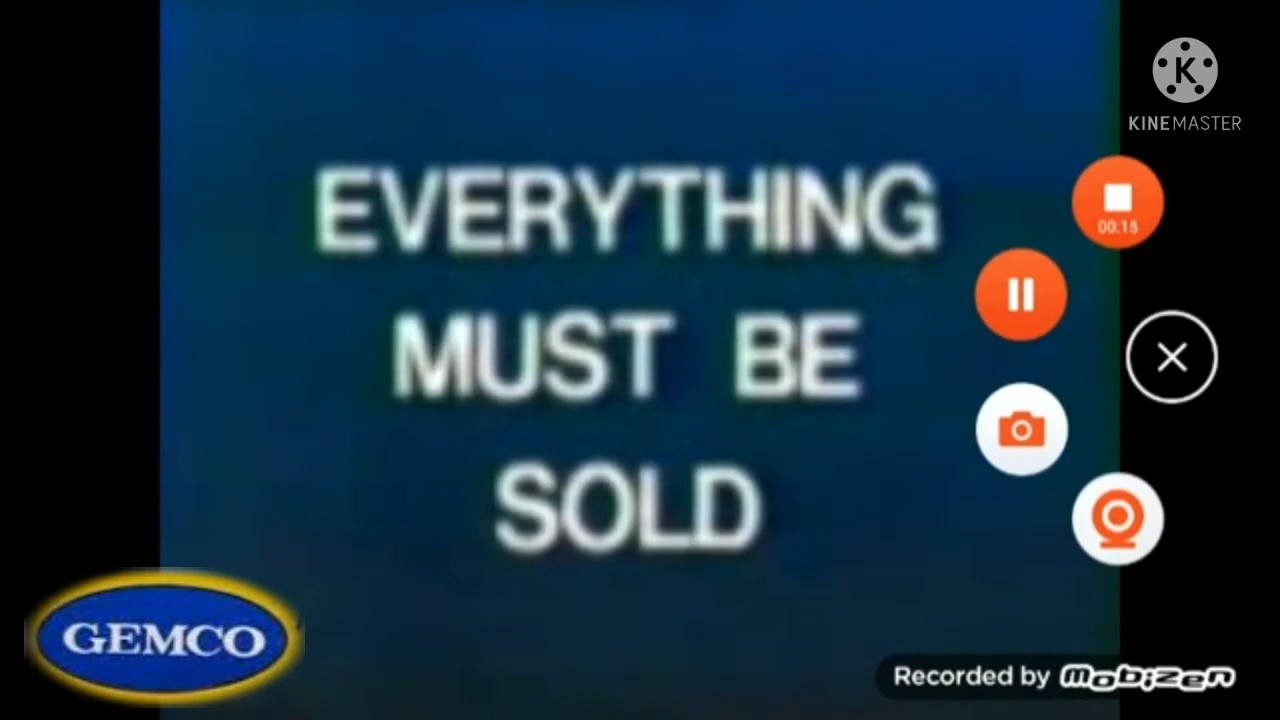 EVERYTHING
MUST BE
SOLD
K
KINEMASTER
00:15
GEMCO
Recorded by Mobizen